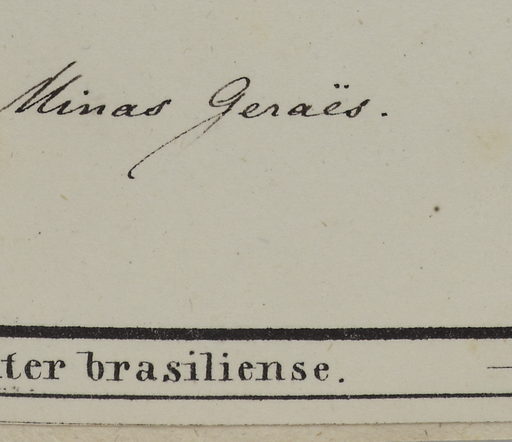 Minas Geraës.
ter brasiliense.